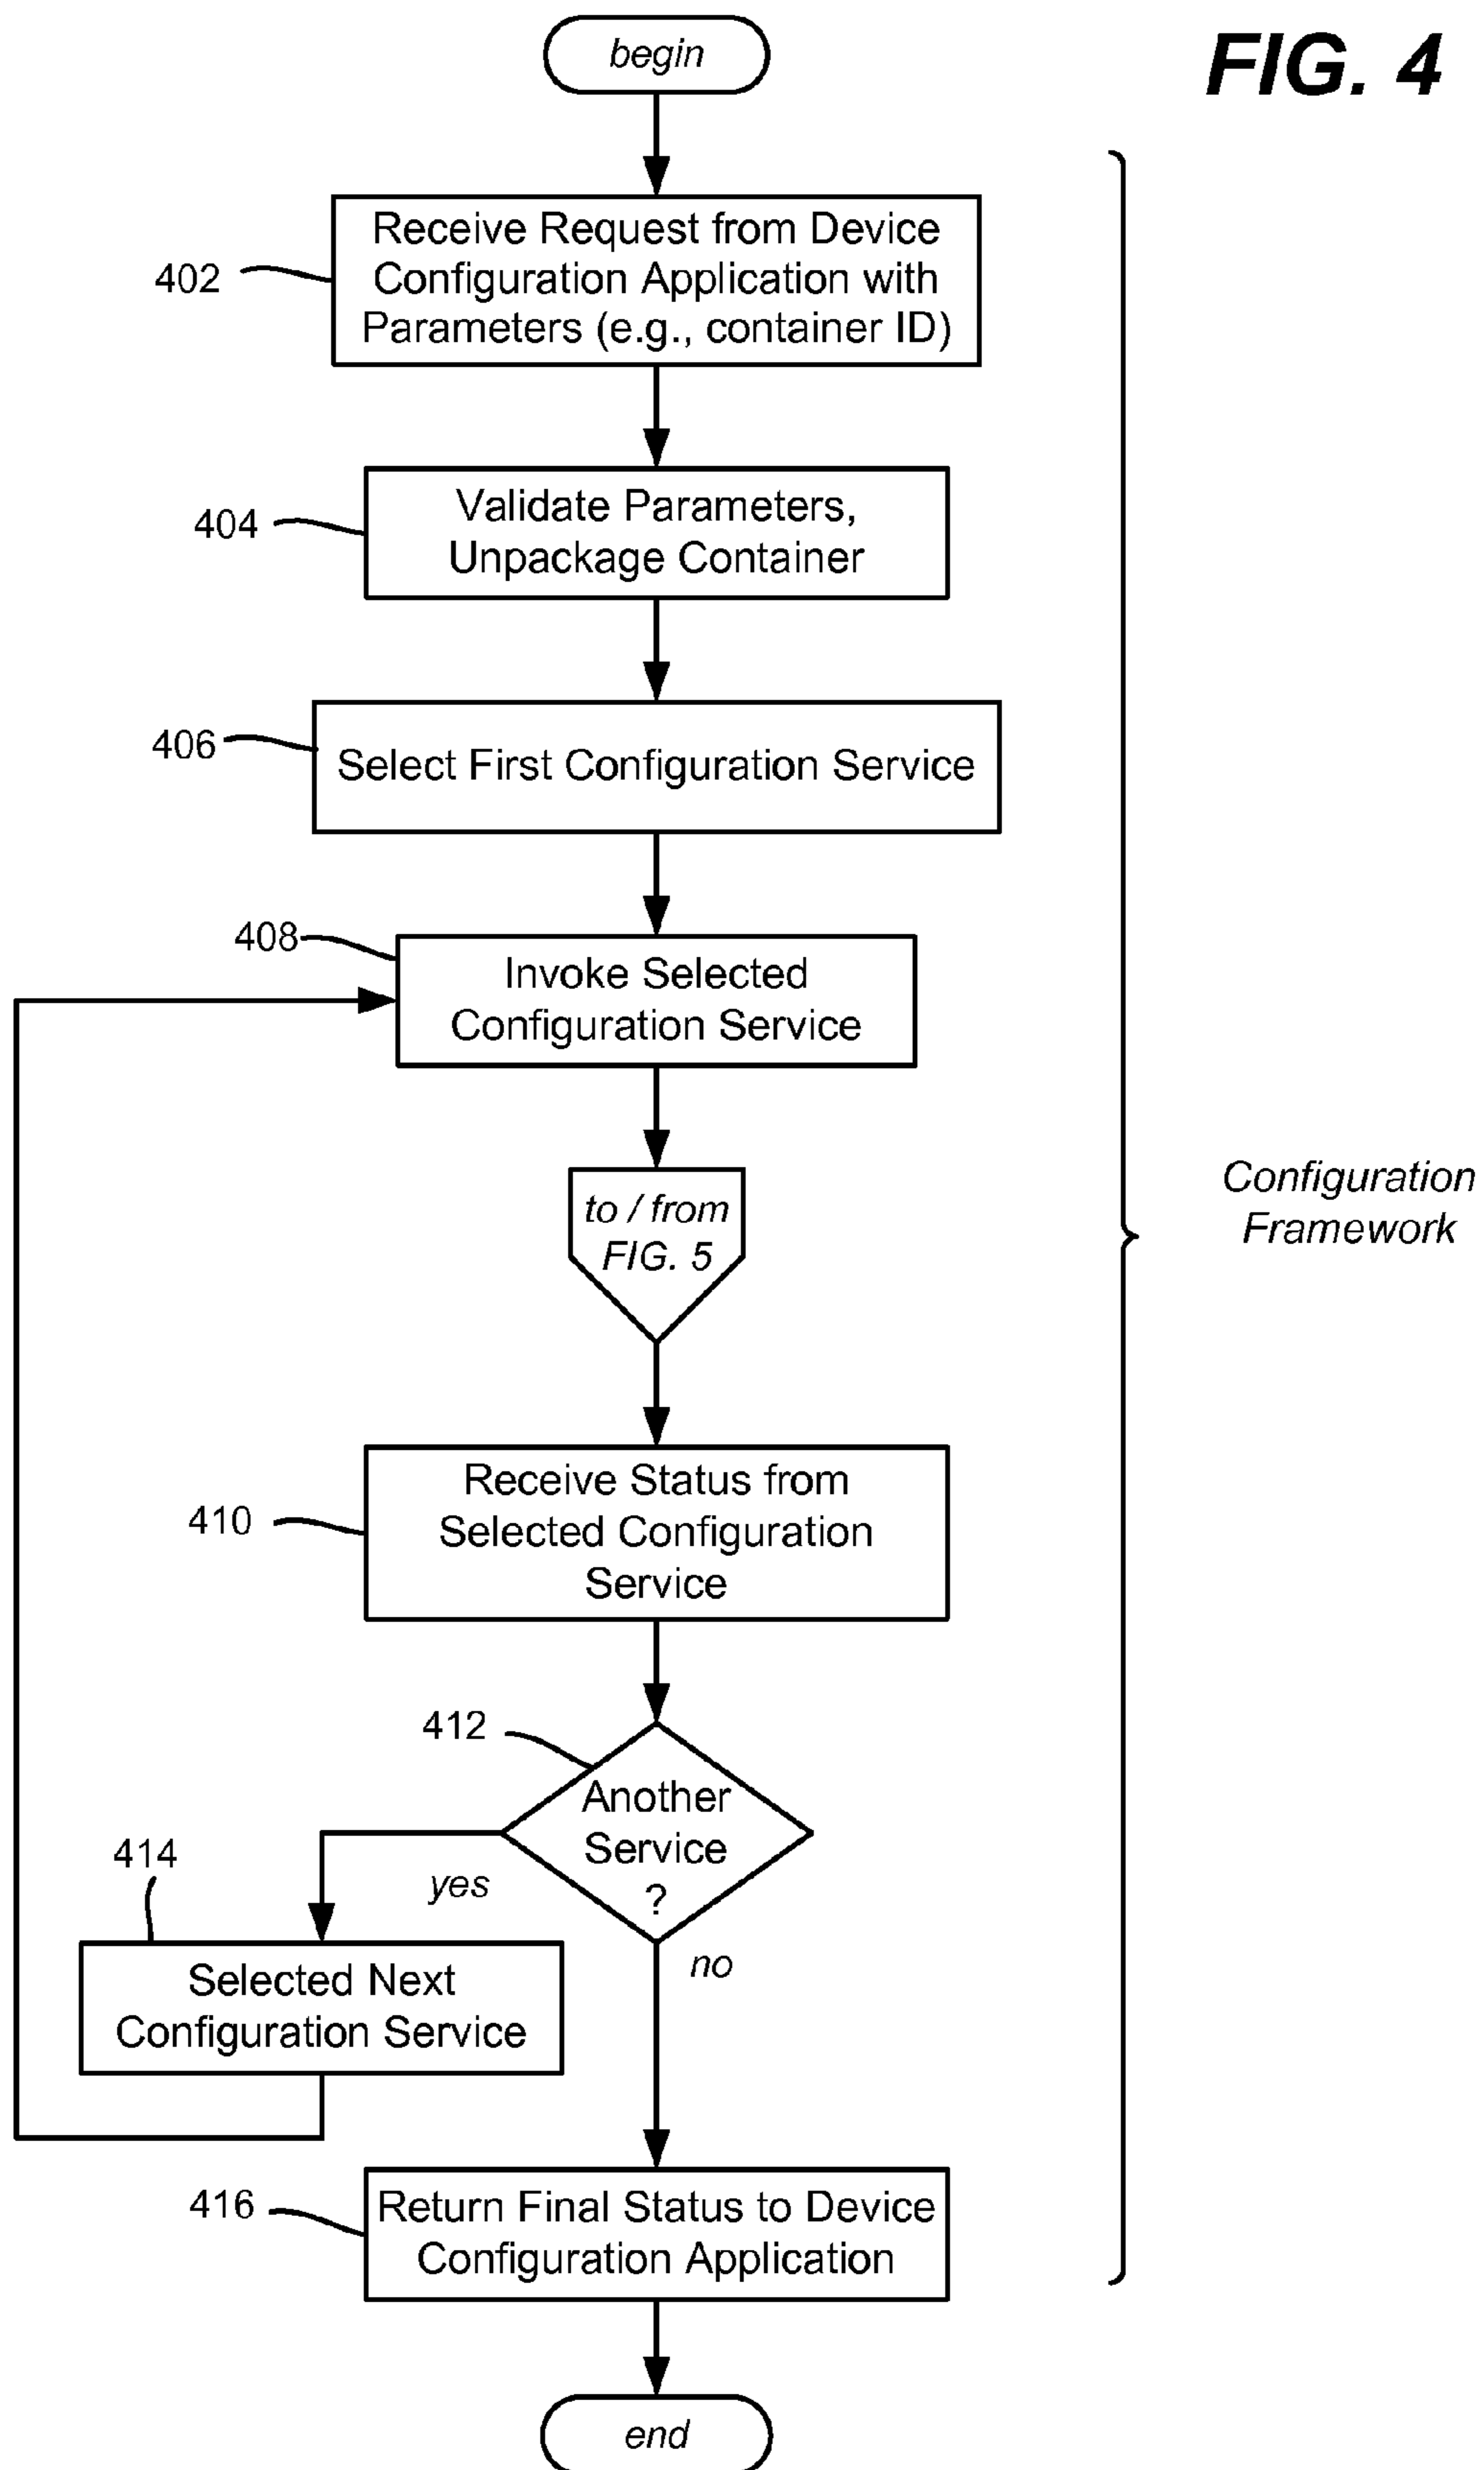 begin
FIG. 4
402
Receive Request from Device
Configuration Application with
Parameters (e.g., container ID)
404
Validate Parameters,
Unpackage Container
406
Select First Configuration Service
408
Invoke Selected
Configuration Service
to / from
FIG. 5
Configuration
Framework
410
Receive Status from
Selected Configuration
Service
412
Another
Service
?
yes
no
414
Selected Next
Configuration Service
416
Return Final Status to Device
Configuration Application
end